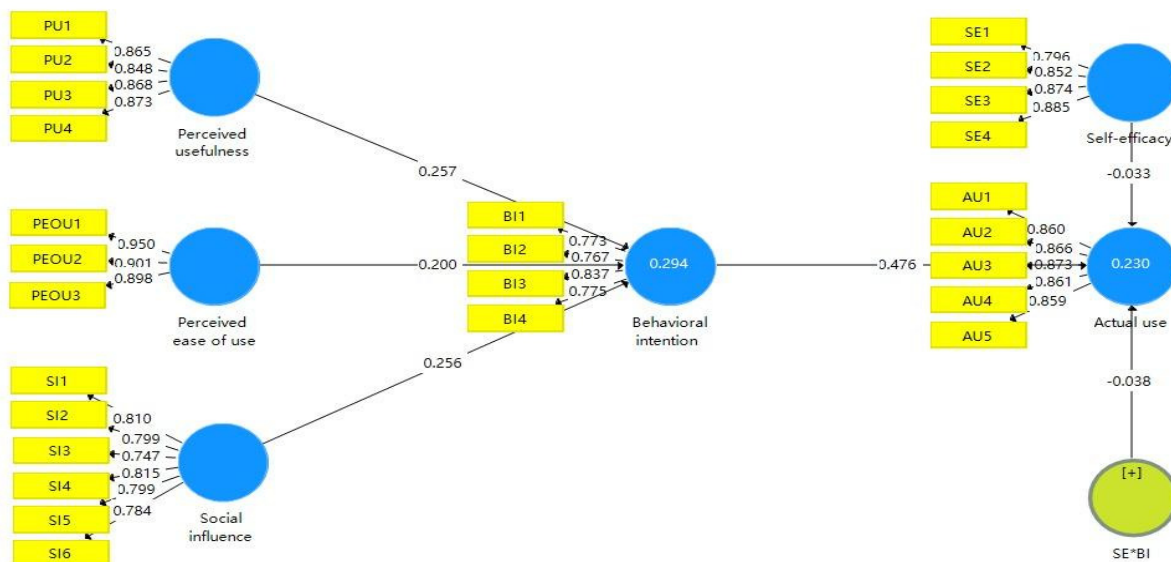 PU1
PU2
PU3
PU4
0.865
0.848
0.868
0.873
Perceived
usefulness
0.257
PEOU1
PEOU2
PEOU3
0.950
0.901
0.898
Perceived
ease of use
0.200
SI1
SI2
SI3
SI4
SI5
SI6
0.810
0.799
0.747
0.815
0.799
0.784
Social
influence
0.256
BI1
BI2
BI3
BI4
0.773
0.767
0.837
0.775
0.294
Behavioral
intention
0.476
SE1
SE2
SE3
SE4
0.796
0.852
0.874
0.885
Self-efficacy
-0.033
AU1
AU2
AU3
AU4
AU5
0.860
0.866
0.873
0.861
0.859
0.230
Actual use
-0.038
[+]
SE*BI